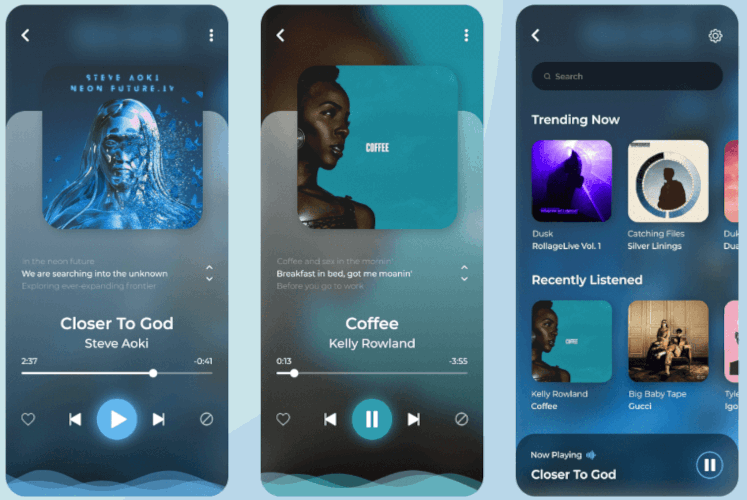 STEVE AOKI
NEON FUTURE.IV
In the neon future
We are searching into the unknown
Exploring ever-expanding frontier
Closer To God
Steve Aoki
2:37
-0:41
COFFEE
Coffee and sex in the mornin'
Breakfast in bed, got me moanin'
Before you go to work
Coffee
Kelly Rowland
0:13
-3:55
Search
Trending Now
Dusk
RollageLive Vol. 1
Catching Files
Silver Linings
Duk
Dua
Recently Listened
COFFEE
Kelly Rowland
Coffee
Big Baby Tape
Gucci
Tyle
Igo
Now Playing
Closer To God